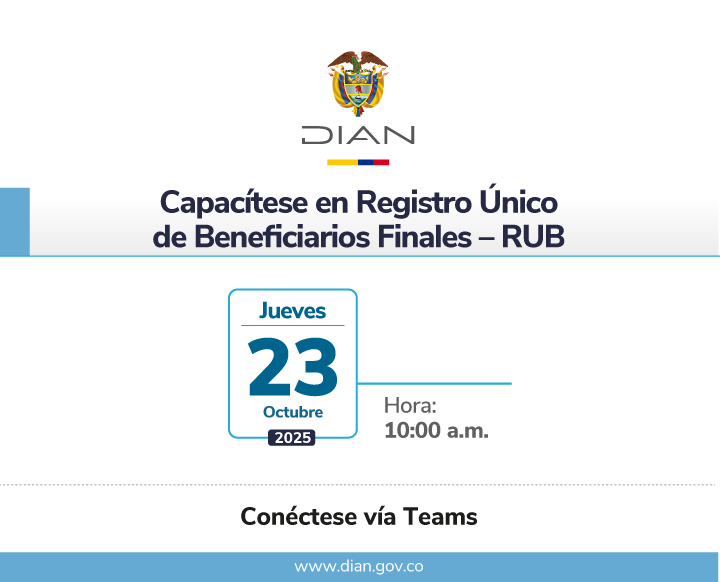 DIAN
Capacítese en Registro Único
de Beneficiarios Finales – RUB
Jueves
23
Octubre
2025
Hora:
10:00 a.m.
Conéctese vía Teams
www.dian.gov.co